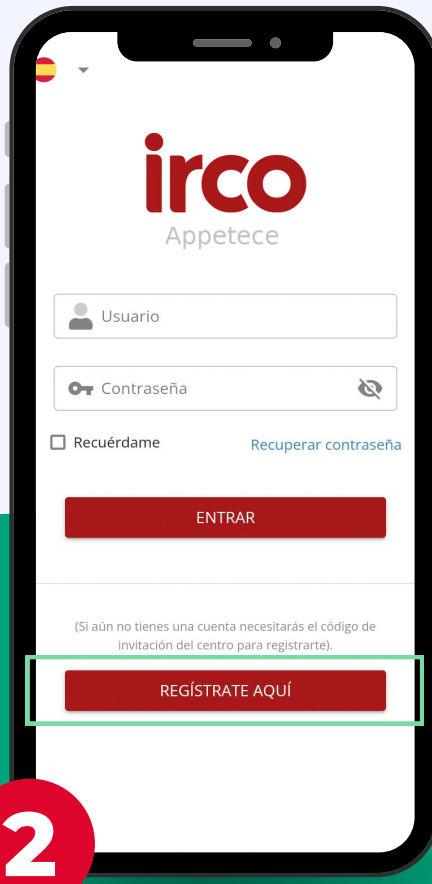 irco
Appetece
Usuario
Contraseña
Recuérdame
Recuperar contraseña
ENTRAR
(Si aún no tienes una cuenta necesitarás el código de
invitación del centro para registrarte).
REGÍSTRATE AQUÍ
2